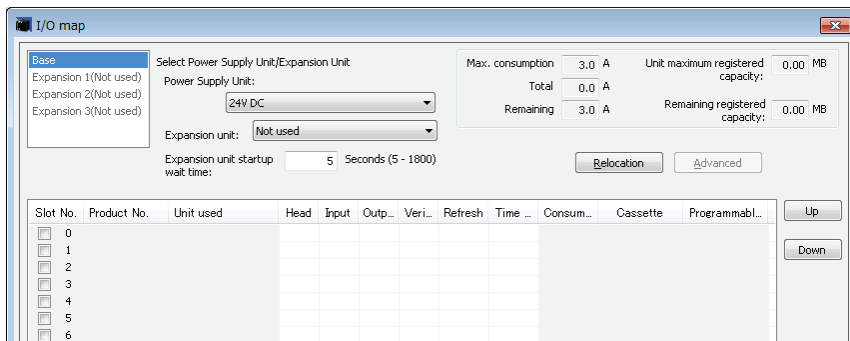 I/O map
Base
Expansion 1(Not used)
Expansion 2(Not used)
Expansion 3(Not used)
Select Power Supply Unit/Expansion Unit
Power Supply Unit:
24V DC
Expansion unit: Not used
Expansion unit startup wait time: 5 Seconds (5 - 1800)
Max. consumption 3.0 A
Total 0.0 A
Remaining 3.0 A
Unit maximum registered capacity: 0.00 MB
Remaining registered capacity: 0.00 MB
Relocation Advanced
Slot No. Product No. Unit used Head Input Outp... Veri... Refresh Time ... Consum... Cassette Programmabl...
0
1
2
3
4
5
6
Up
Down